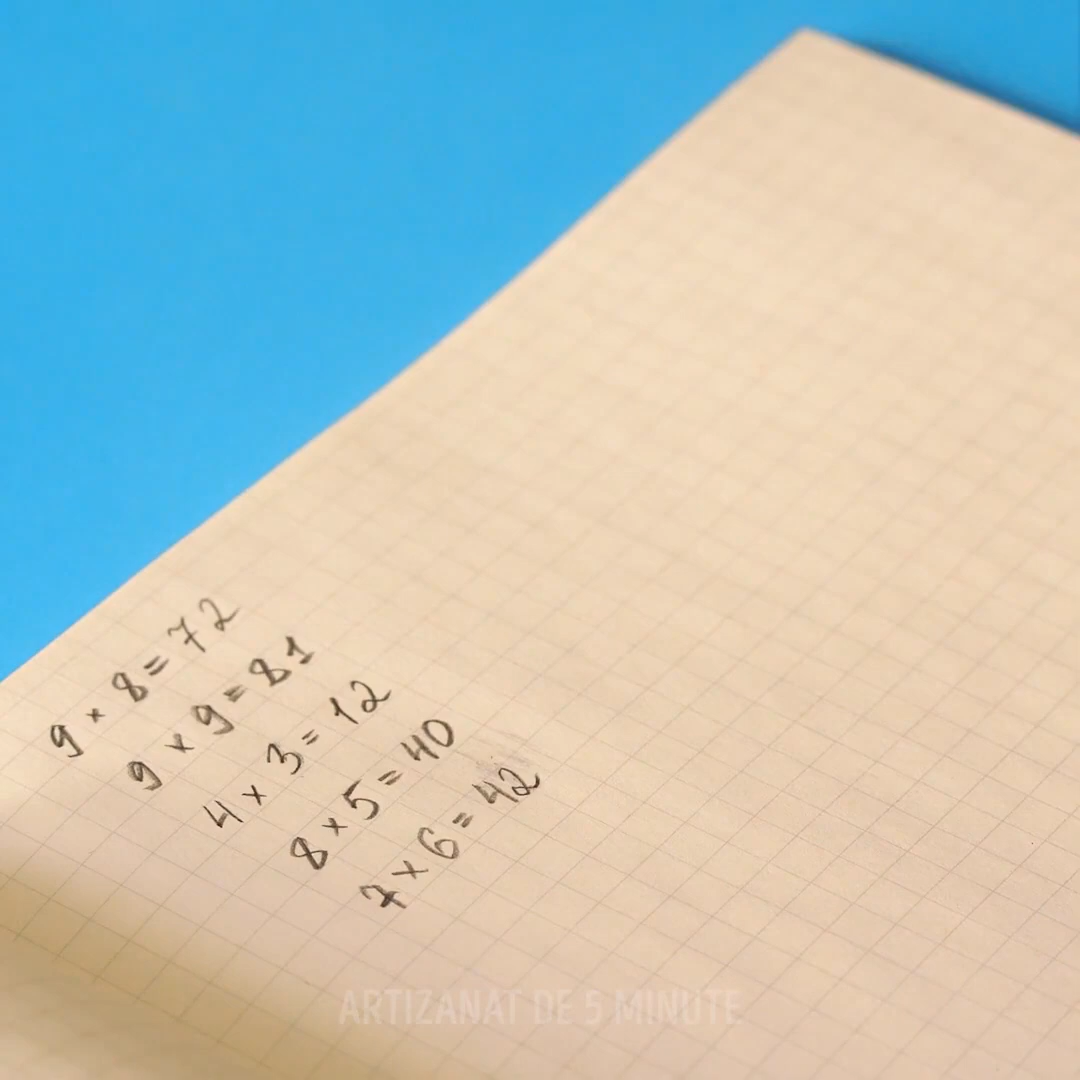 9 × 8 = 72
9 × 9 = 81
4 × 3 = 12
8 × 5 = 40
7 × 6 = 42
ARTIZANAT DE 5 MINUTE